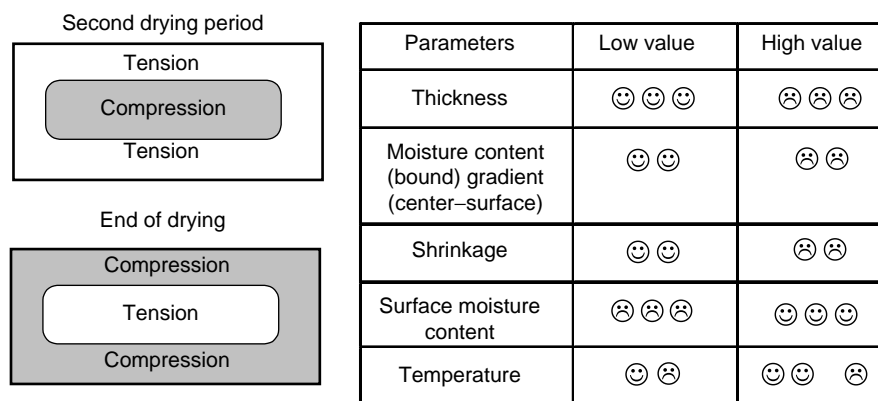 Second drying period
Tension
Compression
Tension
End of drying
Compression
Tension
Compression
Parameters Low value High value
Thickness
Moisture content
(bound) gradient
(center–surface)
Shrinkage
Surface moisture
content
Temperature